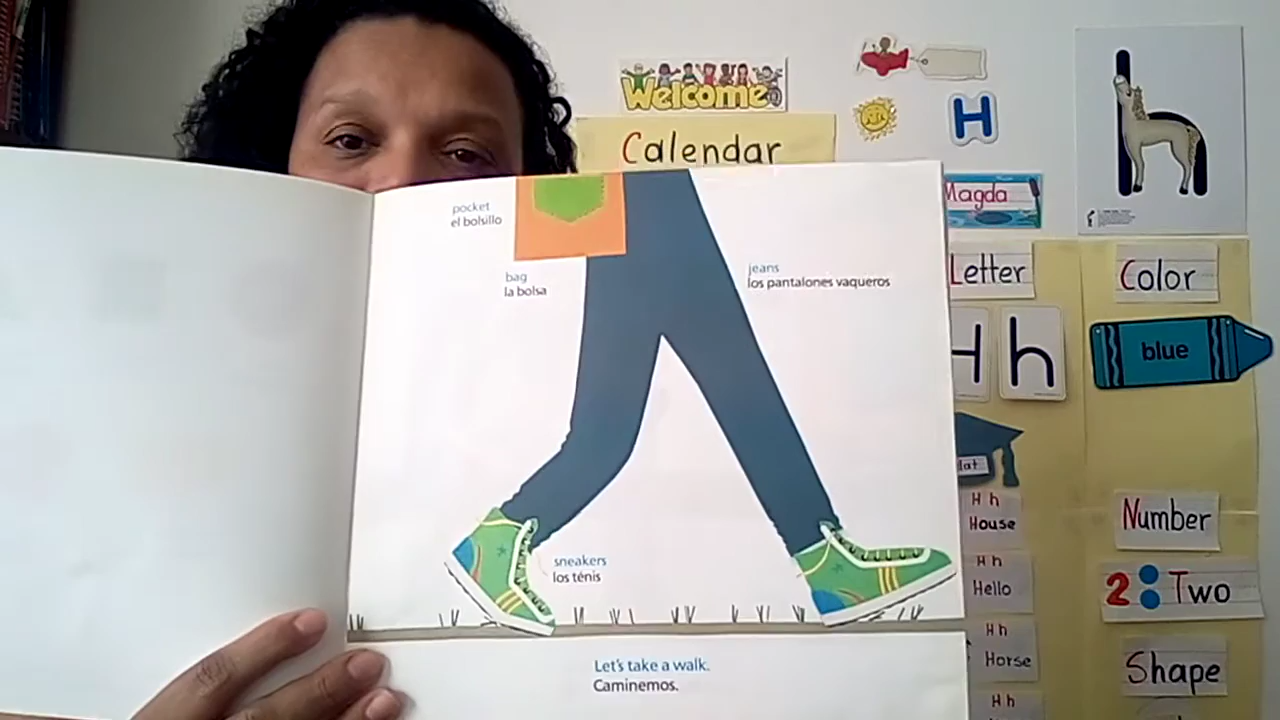 Welcome
Calendar
H
h
Magda
Letter
Color
H h
blue
H h
House
H h
Hello
H h
Horse
H h
Number
2 Two
Shape
pocket
el bolsillo
bag
la bolsa
jeans
los pantalones vaqueros
sneakers
los ténis
Let's take a walk.
Caminemos.